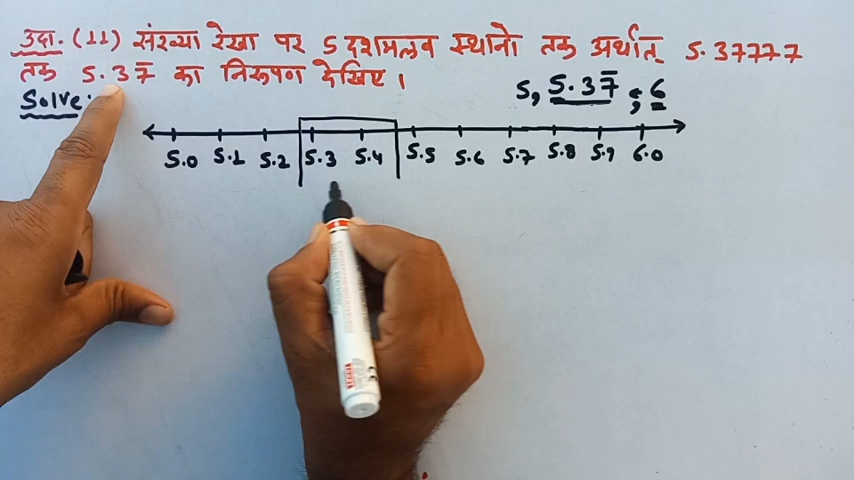 उदा. (11) संख्या रेखा पर 5 दशमलव स्थानो तक अर्थात् 5.37777
तक 5.37̅ का निरूपण देखिए।
Solve: 5, 5.37̅ ; 6
5.0 5.1 5.2 5.3 5.4 5.5 5.6 5.7 5.8 5.9 6.0